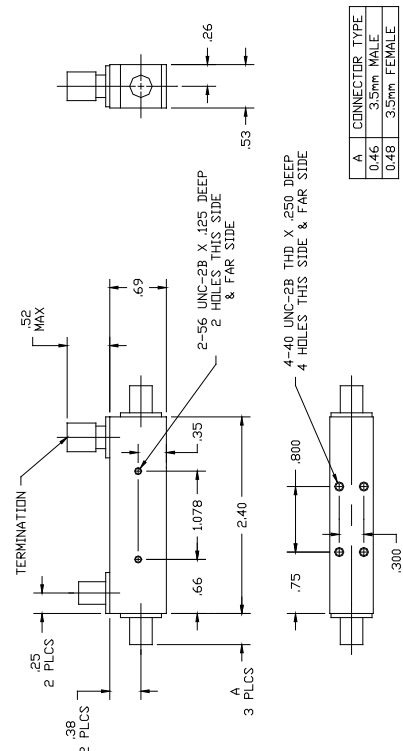 .26
.53
A CONNECTOR TYPE
0.46 3.5mm MALE
0.48 3.5mm FEMALE
.52
MAX
.69
2-56 UNC-2B X .125 DEEP
2 HOLES THIS SIDE
& FAR SIDE
TERMINATION
.35
1.078
2.40
.66
.25
2 PLCS
.38
2 PLCS
A
3 PLCS
4-40 UNC-2B THD X .250 DEEP
4 HOLES THIS SIDE & FAR SIDE
.800
.75
.300